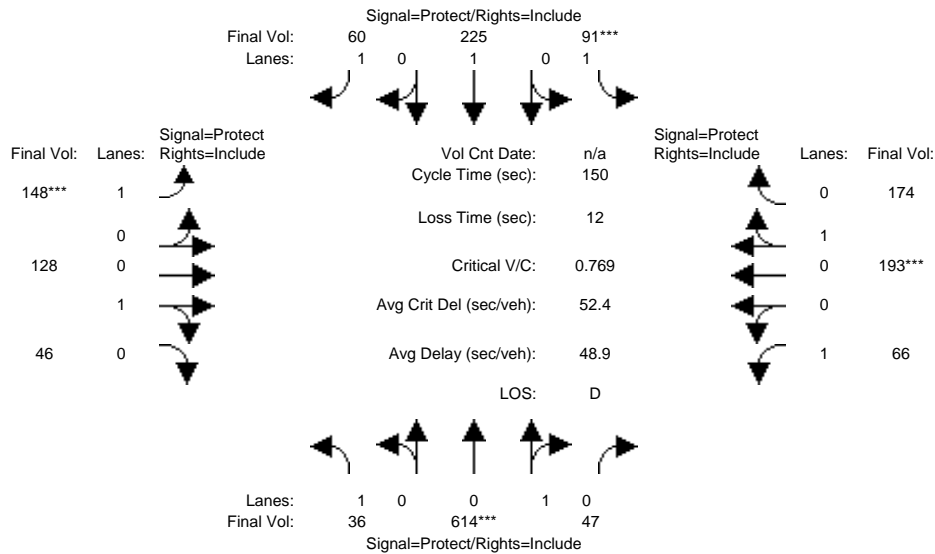 Signal=Protect/Rights=Include
Final Vol: 60 225 91***
Lanes: 1 0 1 0 1
Signal=Protect Signal=Protect
Final Vol: Lanes: Rights=Include Vol Cnt Date: n/a Rights=Include Lanes: Final Vol:
Cycle Time (sec): 150
148*** 1 0 174
Loss Time (sec): 12
0 1
128 0 Critical V/C: 0.769 0 193***
1 Avg Crit Del (sec/veh): 52.4 0
46 0 Avg Delay (sec/veh): 48.9 1 66
LOS: D
Lanes: 1 0 0 1 0
Final Vol: 36 614*** 47
Signal=Protect/Rights=Include